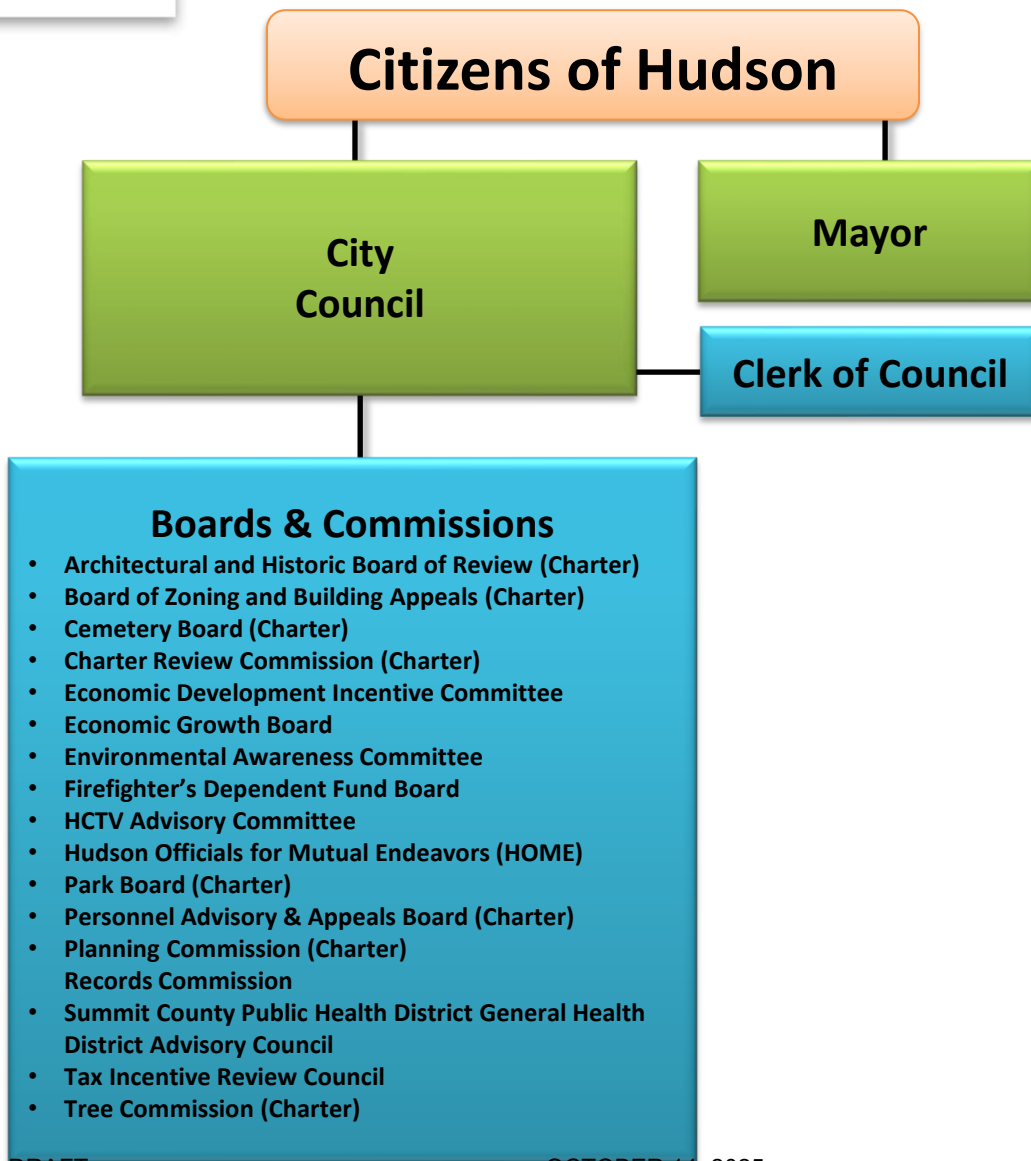 Citizens of Hudson
City
Council
Mayor
Clerk of Council
Boards & Commissions
• Architectural and Historic Board of Review (Charter)
• Board of Zoning and Building Appeals (Charter)
• Cemetery Board (Charter)
• Charter Review Commission (Charter)
• Economic Development Incentive Committee
• Economic Growth Board
• Environmental Awareness Committee
• Firefighter’s Dependent Fund Board
• HCTV Advisory Committee
• Hudson Officials for Mutual Endeavors (HOME)
• Park Board (Charter)
• Personnel Advisory & Appeals Board (Charter)
• Planning Commission (Charter)
Records Commission
• Summit County Public Health District General Health
District Advisory Council
• Tax Incentive Review Council
• Tree Commission (Charter)